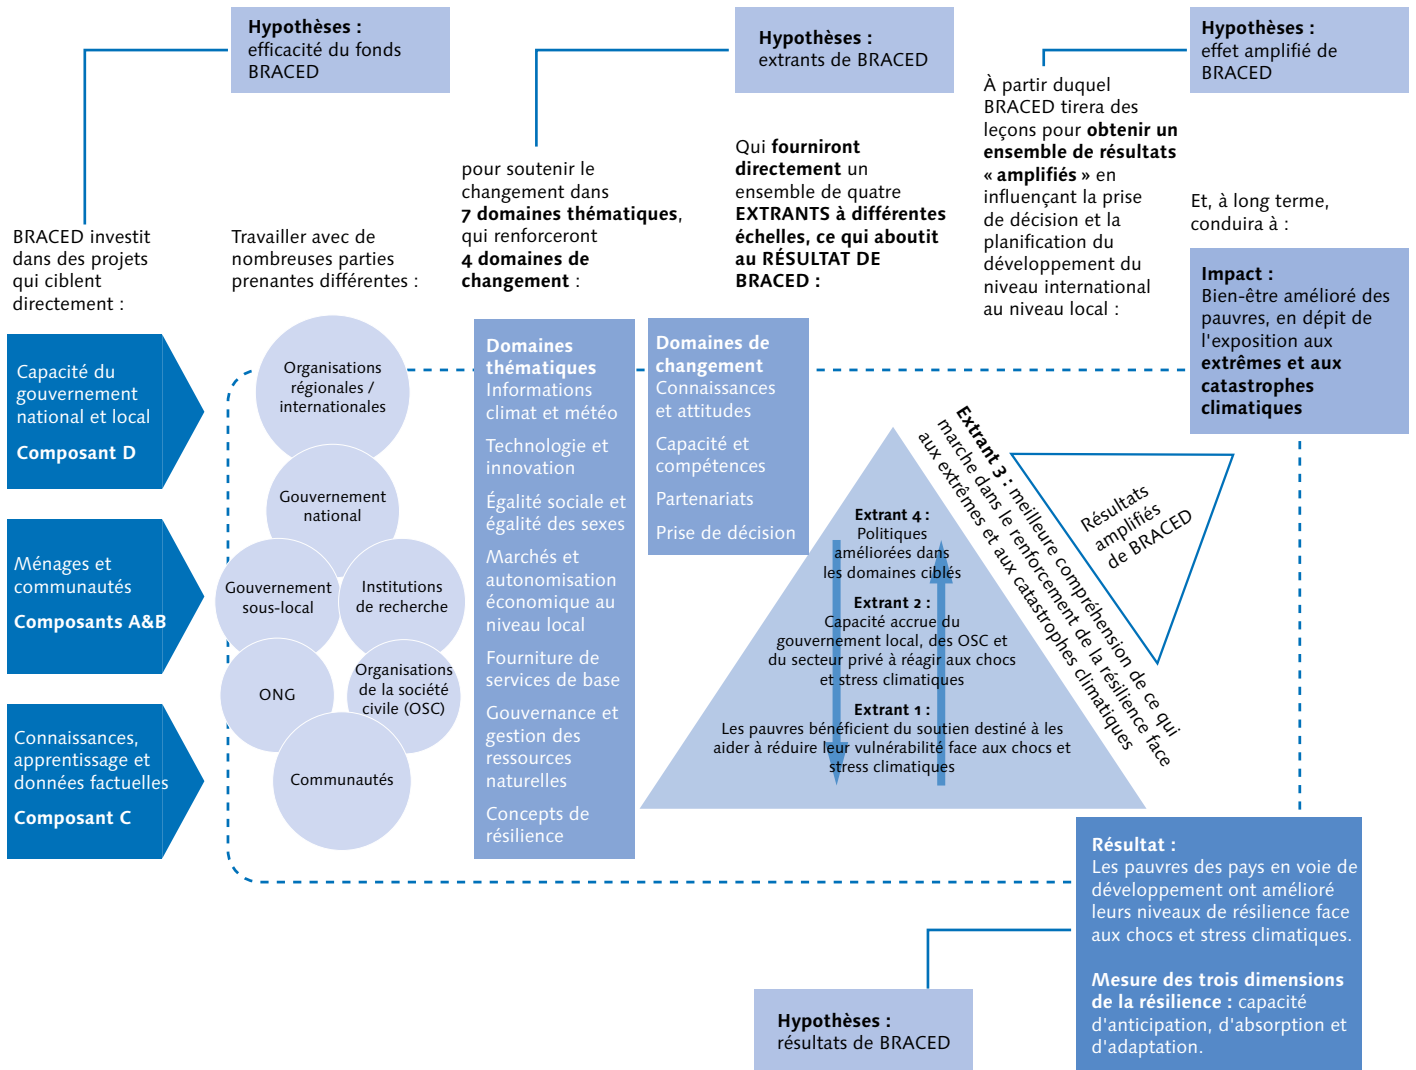 Hypothèses :
efficacité du fonds
BRACED
Hypothèses :
extrants de BRACED
Hypothèses :
effet amplifié de
BRACED
BRACED investit
dans des projets
qui ciblent
directement :
Travailler avec de
nombreuses parties
prenantes différentes :
pour soutenir le
changement dans
7 domaines thématiques,
qui renforceront
4 domaines de
changement :
Qui fourniront
directement un
ensemble de quatre
EXTRANTS à différentes
échelles, ce qui aboutit
au RÉSULTAT DE
BRACED :
À partir duquel
BRACED tirera des
leçons pour obtenir un
ensemble de résultats
« amplifiés » en
influençant la prise
de décision et la
planification du
développement du
niveau international
au niveau local :
Et, à long terme,
conduira à :
Impact :
Bien-être amélioré des
pauvres, en dépit de
l'exposition aux
extrêmes et aux
catastrophes
climatiques
Capacité du
gouvernement
national et local
Composant D
Ménages et
communautés
Composants A&B
Connaissances,
apprentissage et
données factuelles
Composant C
Organisations
régionales /
internationales
Gouvernement
national
Gouvernement
sous-local
Institutions
de recherche
ONG
Organisations
de la société
civile (OSC)
Communautés
Domaines
thématiques
Informations
climat et météo
Technologie et
innovation
Égalité sociale et
égalité des sexes
Marchés et
autonomisation
économique au
niveau local
Fourniture de
services de base
Gouvernance et
gestion des
ressources
naturelles
Concepts de
résilience
Domaines de
changement
Connaissances
et attitudes
Capacité et
compétences
Partenariats
Prise de décision
Extrant 4 :
Politiques
améliorées dans
les domaines ciblés
Extrant 2 :
Capacité accrue du
gouvernement local, des OSC et
du secteur privé à réagir aux chocs
et stress climatiques
Extrant 1 :
Les pauvres bénéficient du soutien destiné à les
aider à réduire leur vulnérabilité face aux chocs et
stress climatiques
Extrant 3 : meilleure compréhension de ce qui
marche dans le renforcement de la résilience face
aux extrêmes et aux catastrophes climatiques
Résultats
amplifiés
de BRACED
Résultat :
Les pauvres des pays en voie de
développement ont amélioré
leurs niveaux de résilience face
aux chocs et stress climatiques.
Mesure des trois dimensions
de la résilience : capacité
d'anticipation, d'absorption et
d'adaptation.
Hypothèses :
résultats de BRACED